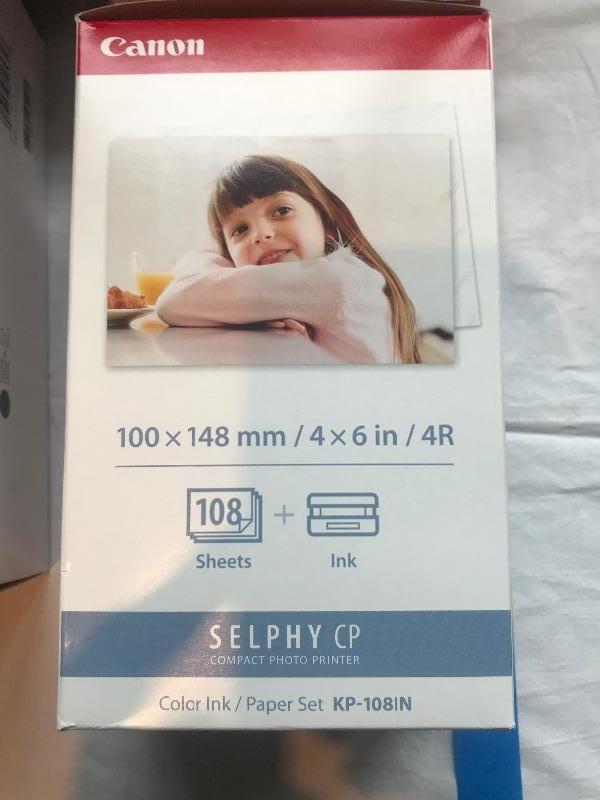 Canon
100 × 148 mm / 4 × 6 in / 4R
108 + 
Sheets Ink
SELPHY CP
COMPACT PHOTO PRINTER
Color Ink / Paper Set KP-108IN